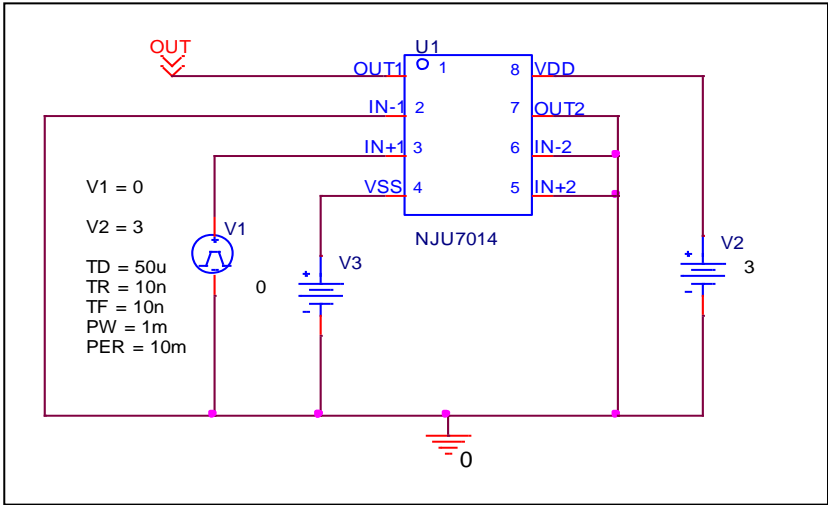 OUT
U1
OUT1 1 8 VDD
IN-1 2 7 OUT2
IN+1 3 6 IN-2
VSS 4 5 IN+2
NJU7014
V1 = 0
V2 = 3
TD = 50u
TR = 10n
TF = 10n
PW = 1m
PER = 10m
V1
0
V3
V2
3
0